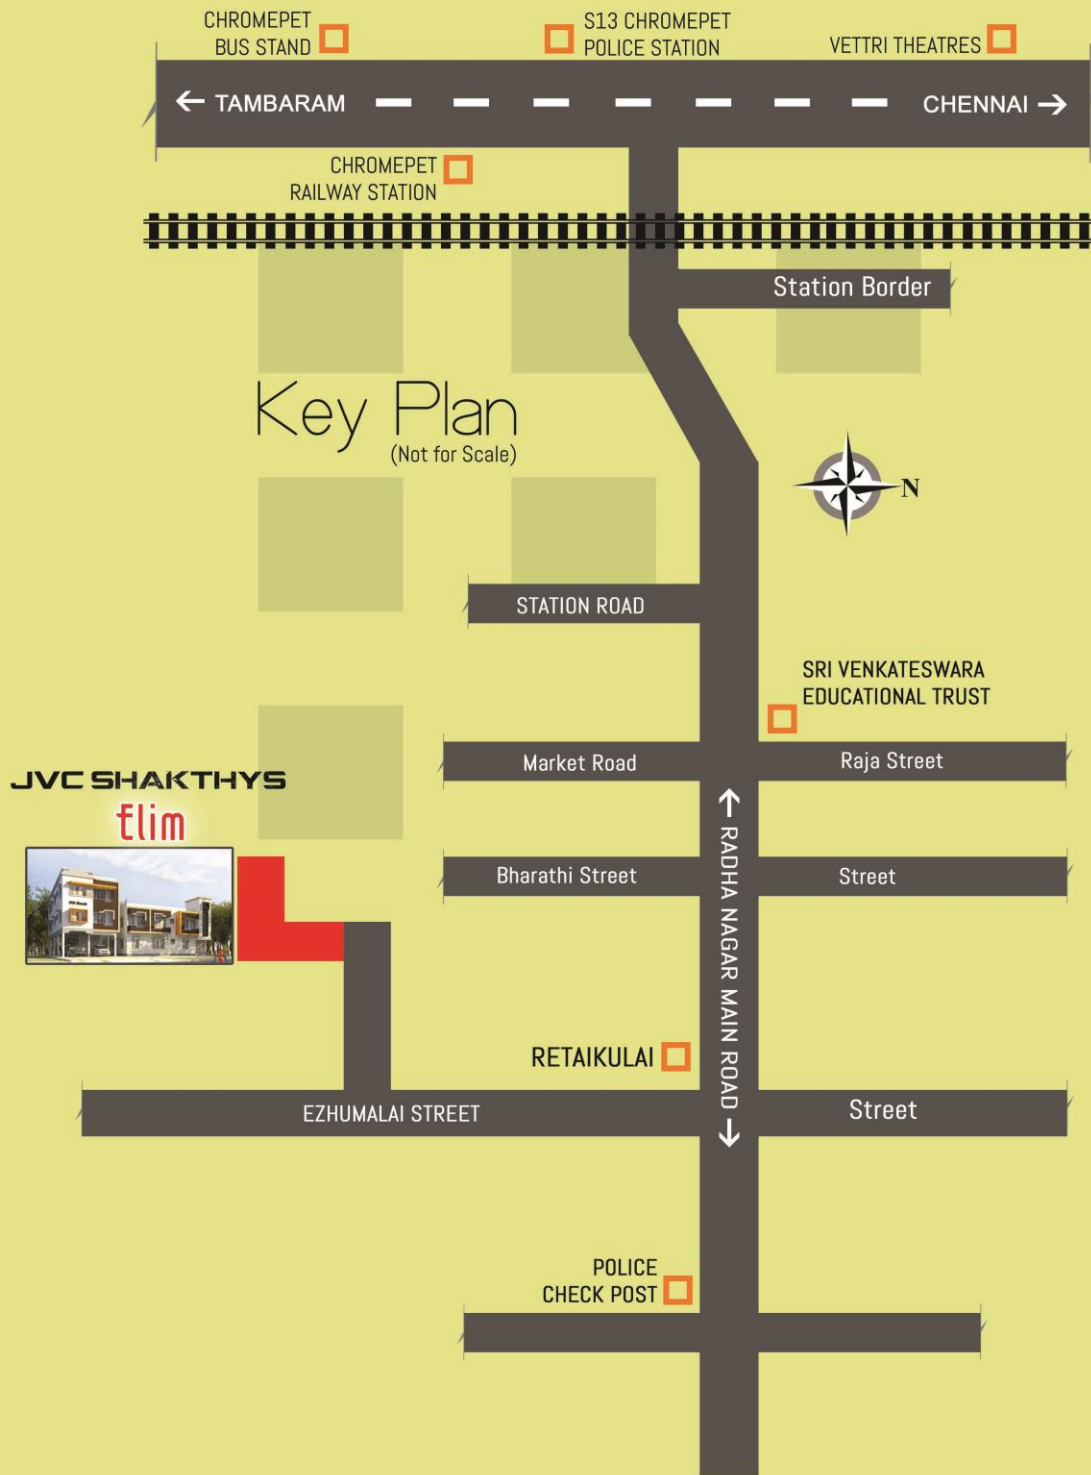 CHROMEPET
BUS STAND
S13 CHROMEPET
POLICE STATION
VETTRI THEATRES
← TAMBARAM
CHENNAI →
CHROMEPET
RAILWAY STATION
Station Border
Key Plan
(Not for Scale)
N
STATION ROAD
SRI VENKATESWARA
EDUCATIONAL TRUST
Market Road
Raja Street
JVC SHAKTHYS
Elim
Bharathi Street
Street
← RADHA NAGAR MAIN ROAD →
RETAIKULAI
EZHUMALAI STREET
Street
POLICE
CHECK POST